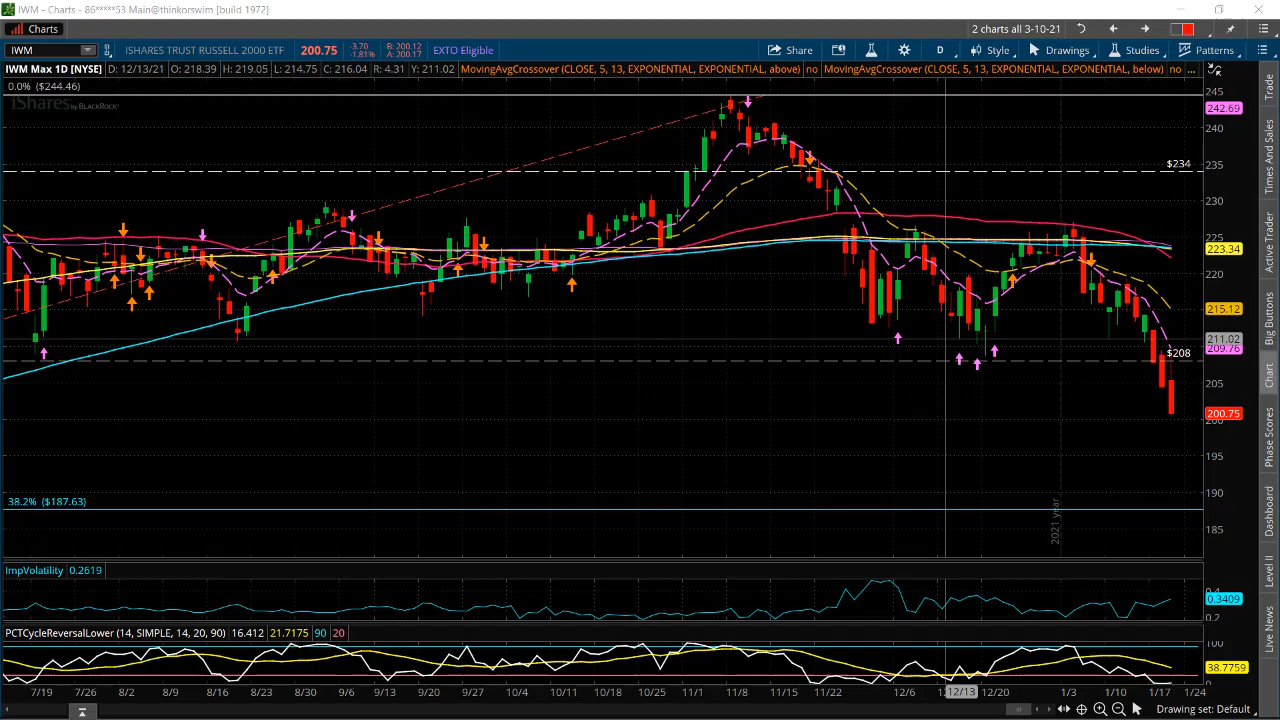 IWM - Charts - 86*****53 Main@thinkorswim [build 1972]
Charts
2 charts all 3-10-21
IWM
ISHARES TRUST RUSSELL 2000 ETF
200.75
-3.70
-1.81%
B: 200.12
A: 200.17
EXTO Eligible
Share
D
Style
Drawings
Studies
Patterns
IWM Max 1D [NYSE] D: 12/13/21 O: 218.39 H: 219.05 L: 214.75 C: 216.04 R: 4.31 Y: 211.02 MovingAvgCrossover (CLOSE, 5, 13, EXPONENTIAL, EXPONENTIAL, above) no MovingAvgCrossover (CLOSE, 5, 13, EXPONENTIAL, EXPONENTIAL, below) no ...
0.0% ($244.46)
iShares by BLACKROCK
245
242.69
240
$234
235
230
225
223.34
220
215.12
211.02
209.76
$208
205
200.75
200
195
190
38.2% ($187.63)
185
2021 year
ImpVolatility 0.2619
0.4
0.3409
0.2
PCTCycleReversalLower (14, SIMPLE, 14, 20, 90) 16.412 21.7175 90 20
100
38.7759
0
7/19 7/26 8/2 8/9 8/16 8/23 8/30 9/6 9/13 9/20 9/27 10/4 10/11 10/18 10/25 11/1 11/8 11/15 11/22 12/6 12/13 12/20 1/3 1/10 1/17 1/24
Drawing set: Default
Trade
Times And Sales
Active Trader
Big Buttons
Chart
Phase Scores
Dashboard
Level II
Live News